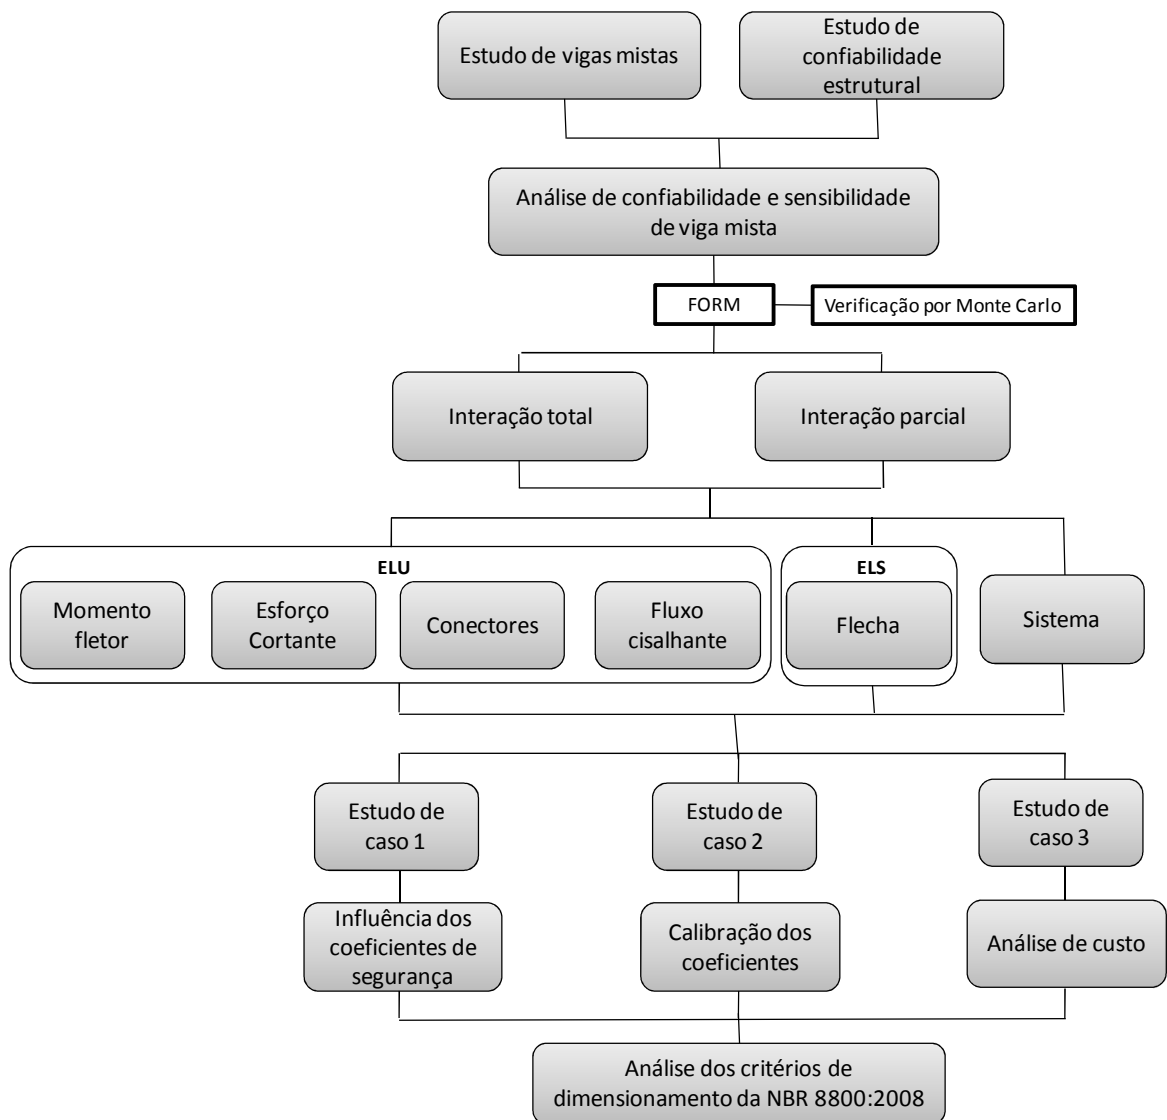 Estudo de vigas mistas
Estudo de
confiabilidade
estrutural
Análise de confiabilidade e sensibilidade
de viga mista
FORM
Verificação por Monte Carlo
Interação total
Interação parcial
ELU
Momento
fletor
Esforço
Cortante
Conectores
Fluxo
cisalhante
ELS
Flecha
Sistema
Estudo de
caso 1
Estudo de
caso 2
Estudo de
caso 3
Influência dos
coeficientes de
segurança
Calibração dos
coeficientes
Análise de custo
Análise dos critérios de
dimensionamento da NBR 8800:2008